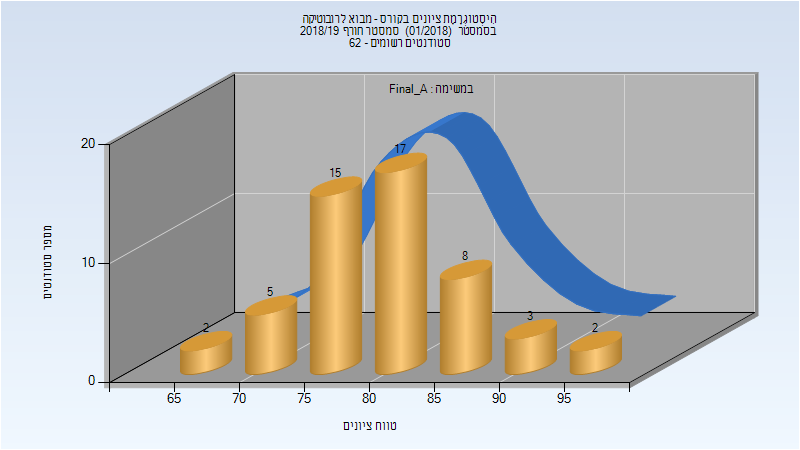 היסטוגרמת ציונים בקורס - מבוא לרובוטיקה
בסמסטר (01/2018) סמסטר חורף 2018/19
סטודנטים רשומים - 62
במשימה : Final_A
מספר סטודנטים
20
10
0
2
5
15
17
8
3
2
65
70
75
80
85
90
95
טווח ציונים